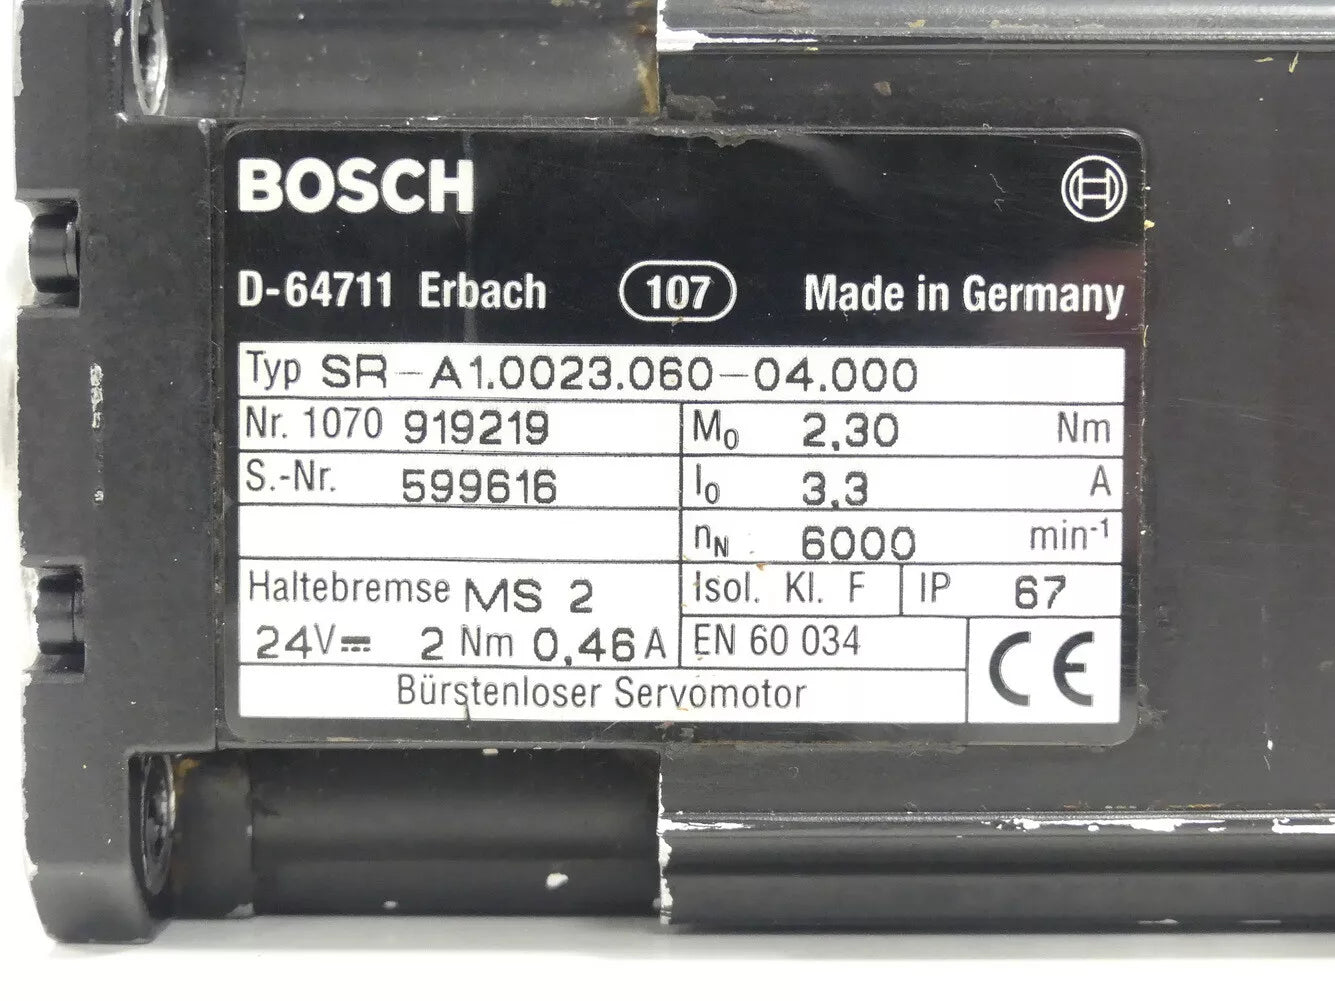 BOSCH
D-64711 Erbach 107 Made in Germany
Typ SR-A1.0023.060-04.000
Nr. 1070 919219 M0 2,30 Nm
S.-Nr. 599616 I0 3,3 A
nN 6000 min-1
Haltebremse MS 2 Isol. Kl. F IP 67
24V⎓ 2 Nm 0,46 A EN 60 034 CE
Bürstenloser Servomotor